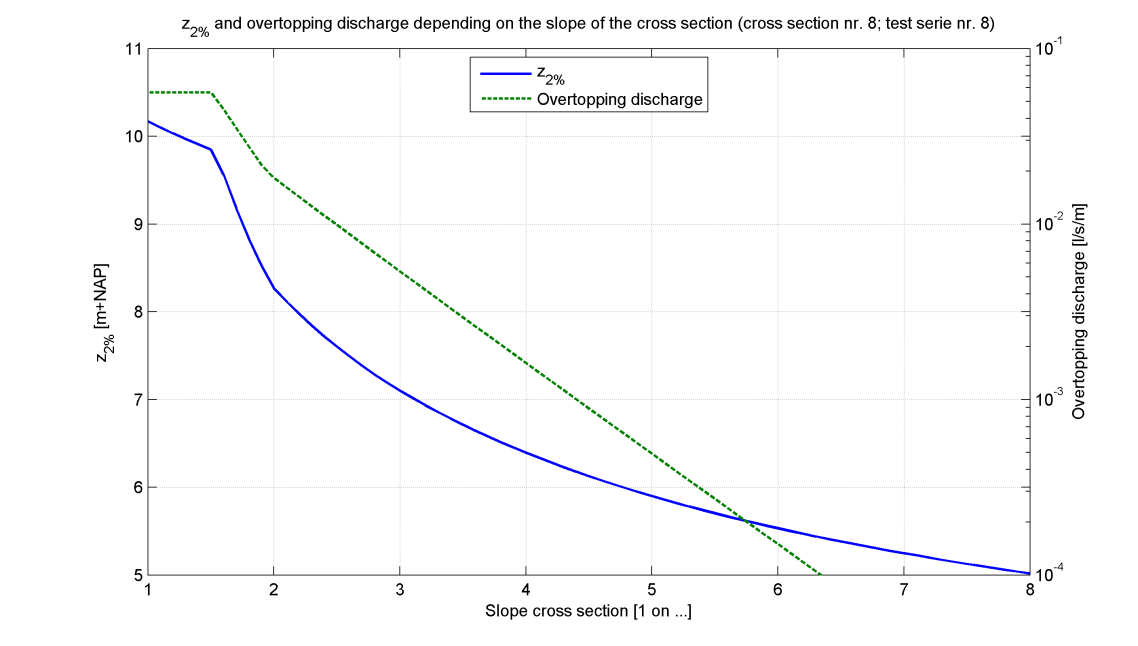 z2% and overtopping discharge depending on the slope of the cross section (cross section nr. 8; test serie nr. 8)
z2%
Overtopping discharge
11
10
9
8
7
6
5
z2% [m+NAP]
10-1
10-2
10-3
10-4
Overtopping discharge [l/s/m]
1 2 3 4 5 6 7 8
Slope cross section [1 on ...]